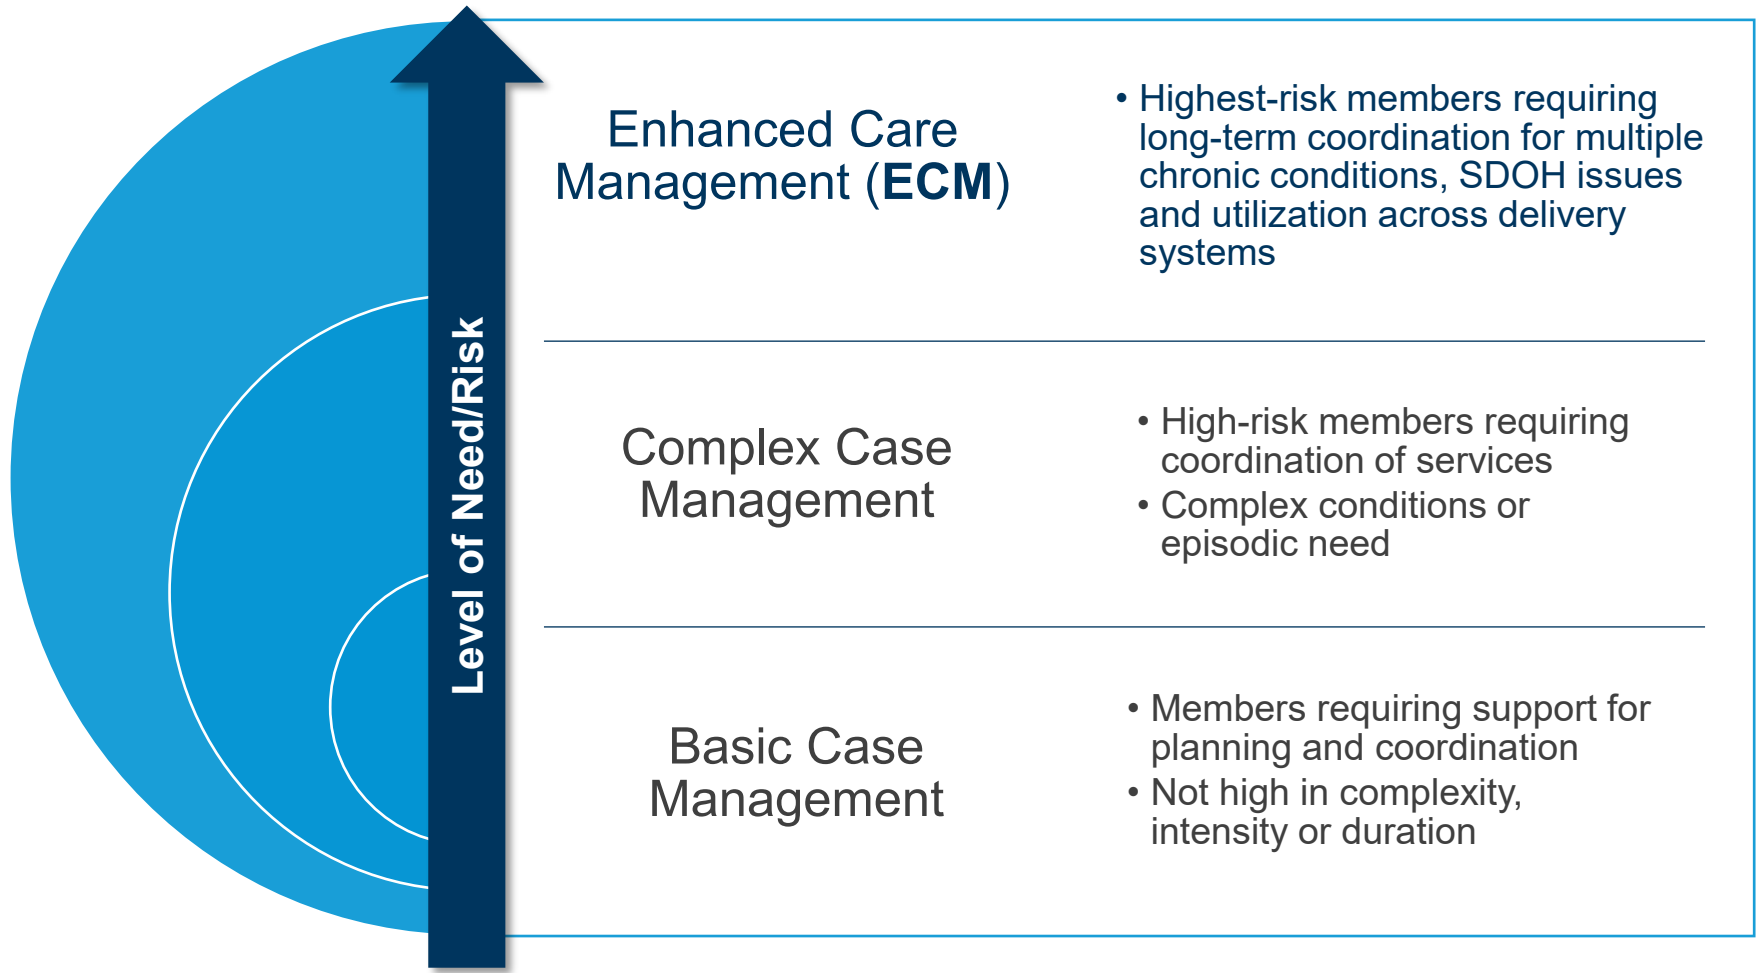 Level of Need/Risk
Enhanced Care
Management (ECM)
• Highest-risk members requiring
long-term coordination for multiple
chronic conditions, SDOH issues
and utilization across delivery
systems
Complex Case
Management
• High-risk members requiring
coordination of services
• Complex conditions or
episodic need
Basic Case
Management
• Members requiring support for
planning and coordination
• Not high in complexity,
intensity or duration